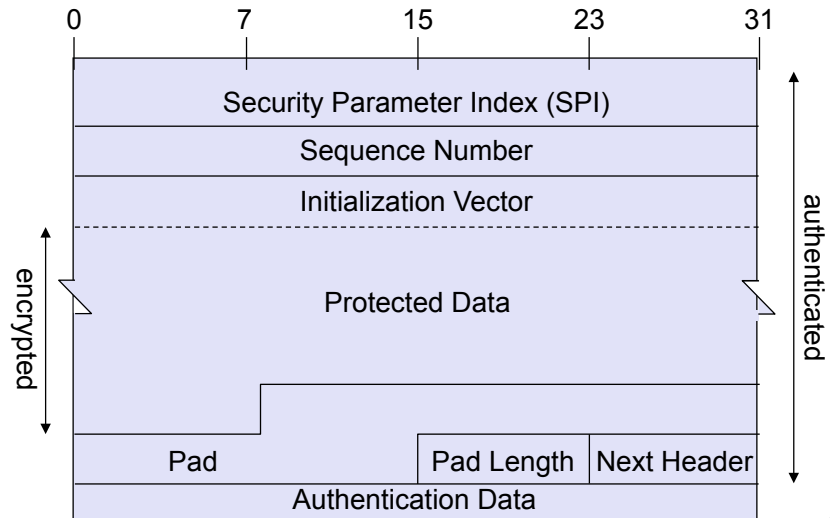 0 7 15 23 31
Security Parameter Index (SPI)
Sequence Number
Initialization Vector
Protected Data
Pad Pad Length Next Header
Authentication Data
encrypted
authenticated